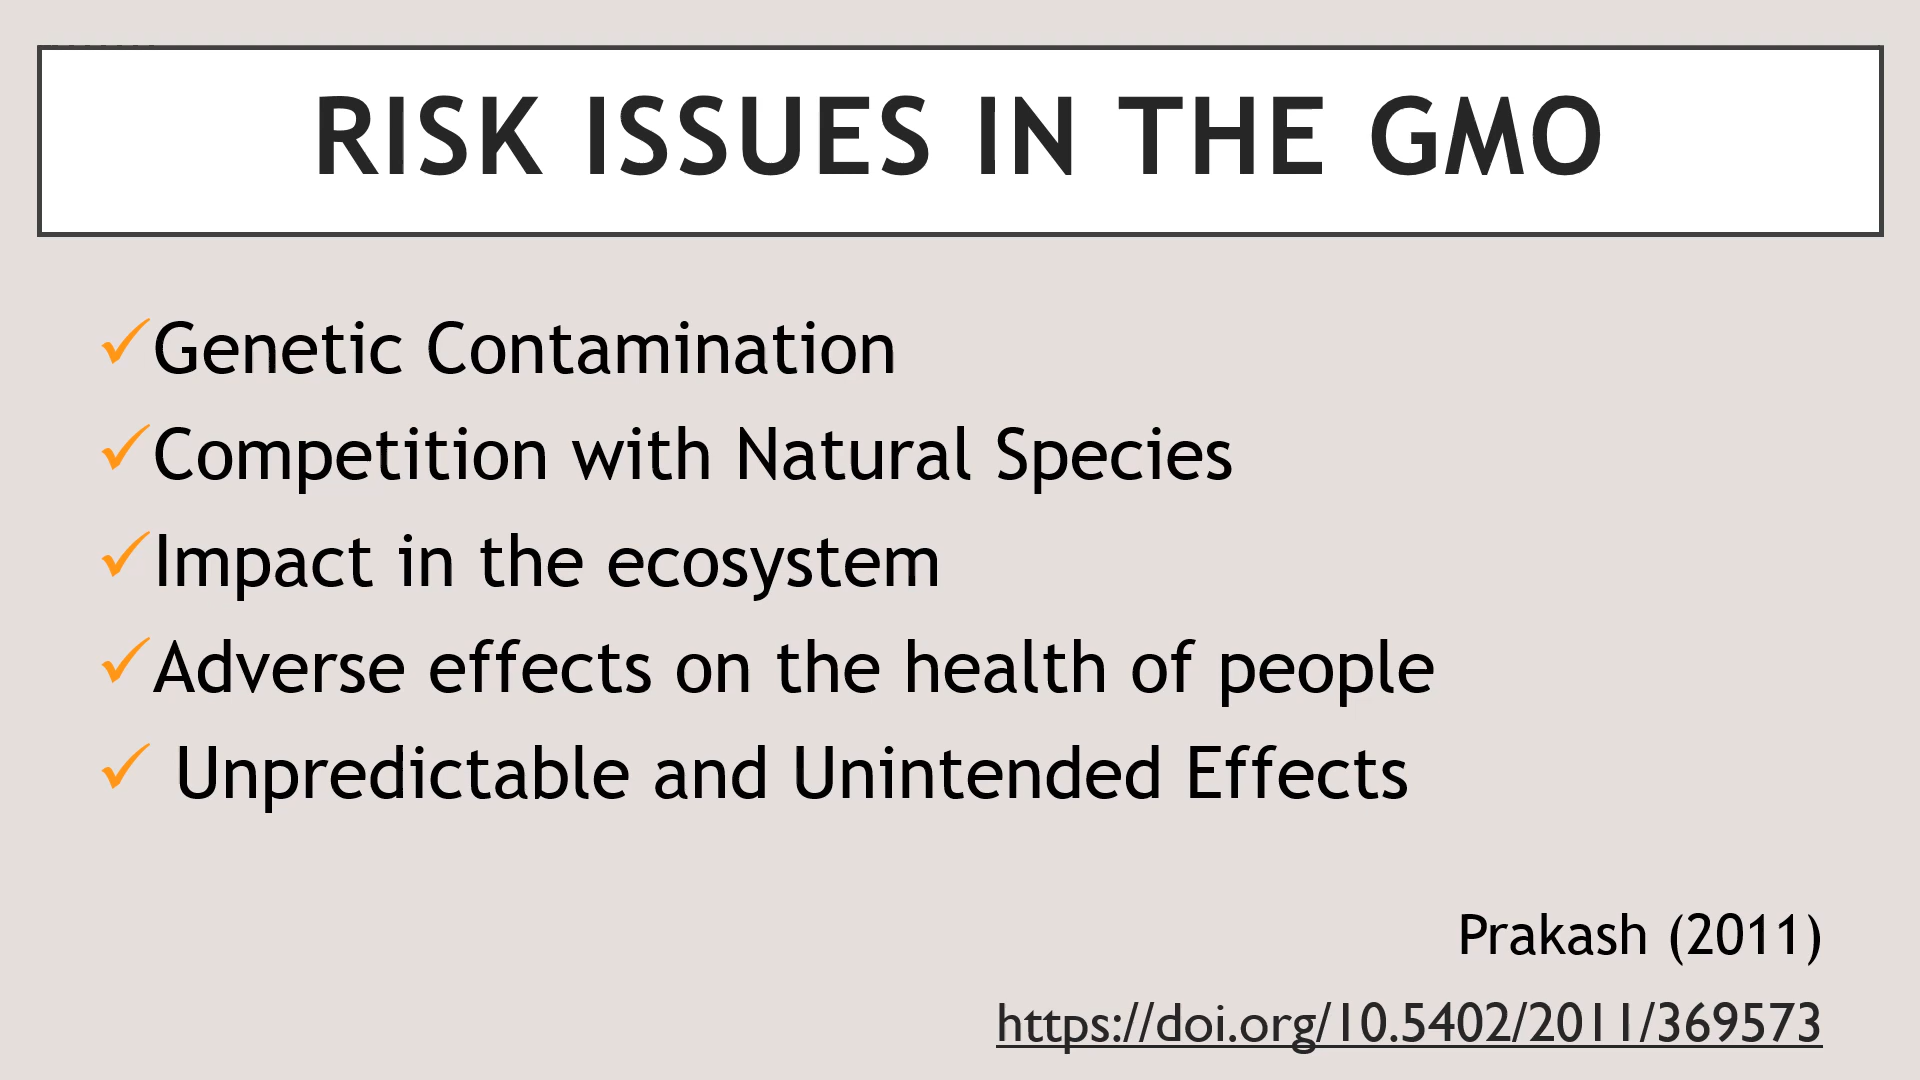 RISK ISSUES IN THE GMO
✓Genetic Contamination
✓Competition with Natural Species
✓Impact in the ecosystem
✓Adverse effects on the health of people
✓ Unpredictable and Unintended Effects
Prakash (2011)
https://doi.org/10.5402/2011/369573